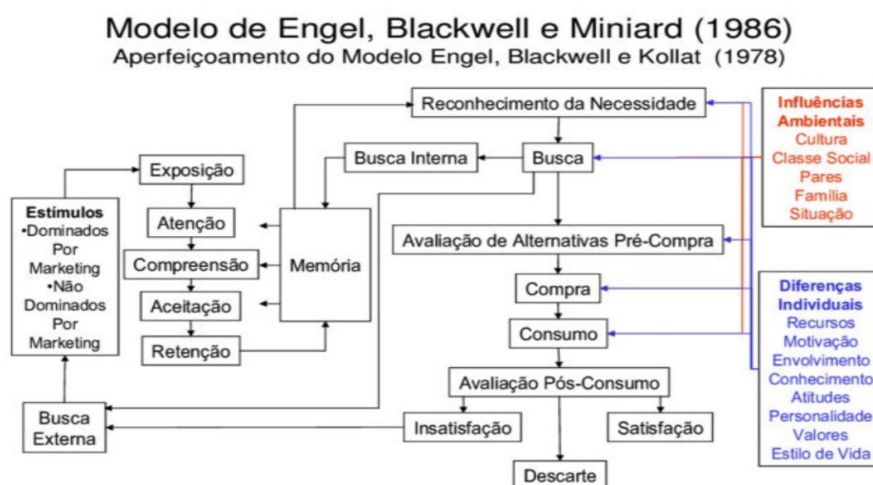 Modelo de Engel, Blackwell e Miniard (1986)
Aperfeiçoamento do Modelo Engel, Blackwell e Kollat (1978)
Reconhecimento da Necessidade
Busca Interna
Busca
Exposição
Atenção
Compreensão
Aceitação
Retenção
Estímulos
•Dominados
Por
Marketing
•Não
Dominados
Por
Marketing
Memória
Avaliação de Alternativas Pré-Compra
Compra
Consumo
Avaliação Pós-Consumo
Busca
Externa
Insatisfação
Satisfação
Descarte
Influências
Ambientais
Cultura
Classe Social
Pares
Família
Situação
Diferenças
Individuais
Recursos
Motivação
Envolvimento
Conhecimento
Atitudes
Personalidade
Valores
Estilo de Vida